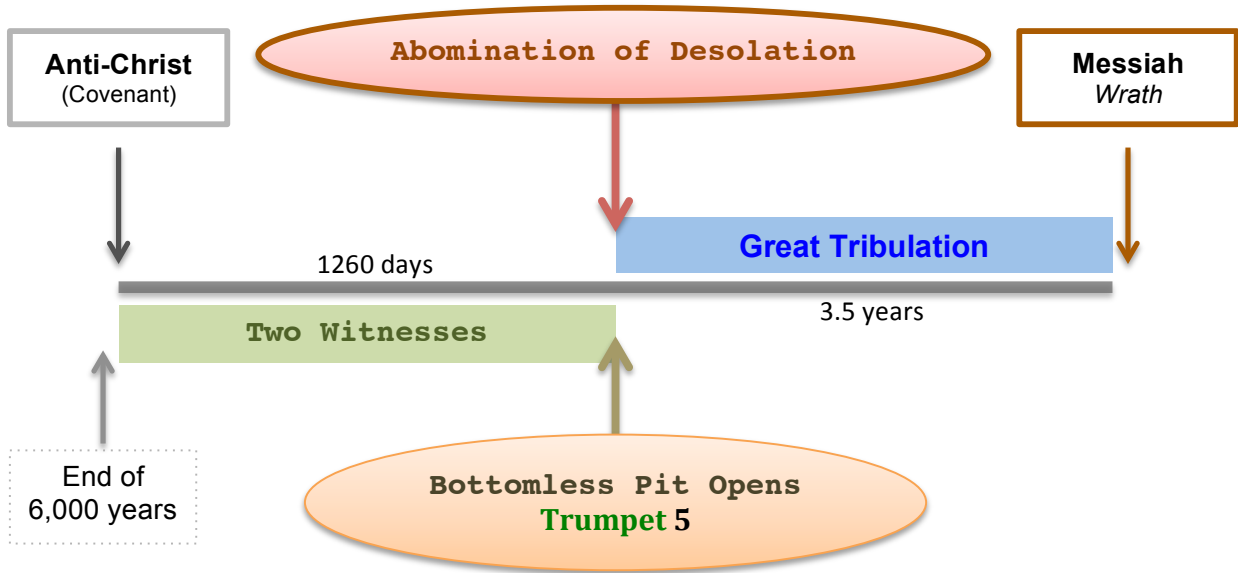 Abomination of Desolation
Anti-Christ
(Covenant)
Messiah
Wrath
Great Tribulation
1260 days
3.5 years
Two Witnesses
End of
6,000 years
Bottomless Pit Opens
Trumpet 5